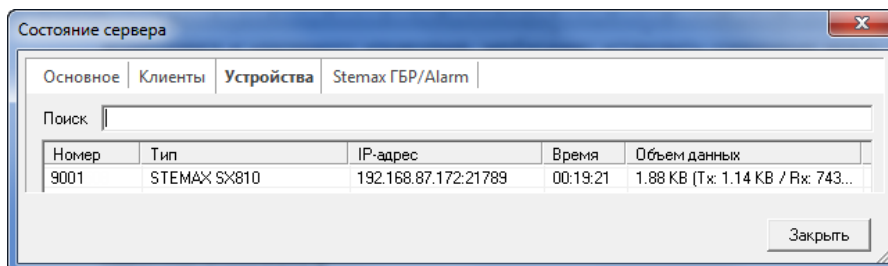 Состояние сервера
Основное Клиенты Устройства Stemax ГБР/Alarm
Поиск
Номер Тип IP-адрес Время Объем данных
9001 STEMAX SX810 192.168.87.172:21789 00:19:21 1.88 KB (Tx: 1.14 KB / Rx: 743...
Закрыть